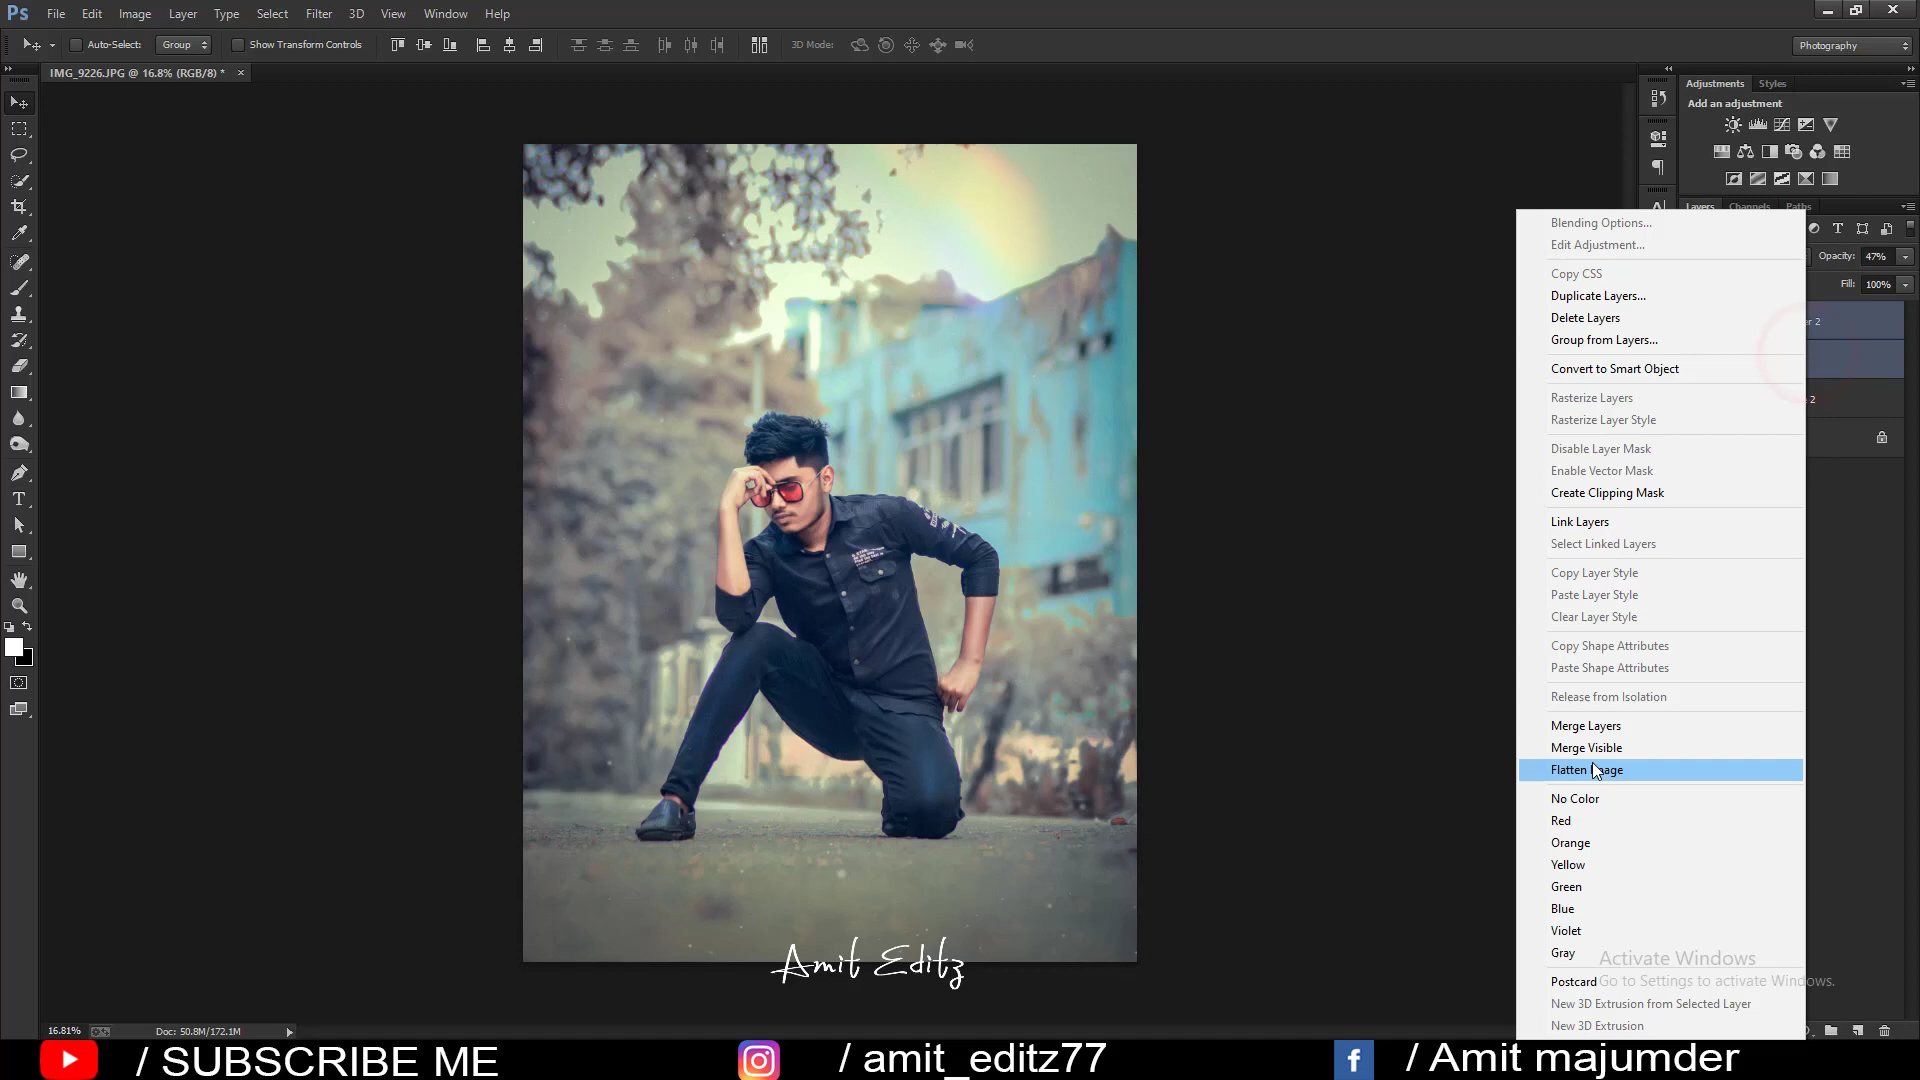 Ps File Edit Image Layer Type Select Filter 3D View Window Help
Auto-Select: Group Show Transform Controls 3D Mode: Photography
IMG_9226.JPG @ 16.8% (RGB/8) * ×
Adjustments Styles
Add an adjustment
Layers Channels Paths
Blending Options...
Edit Adjustment...
Opacity: 47%
Copy CSS
Fill: 100%
Duplicate Layers...
Delete Layers
er 2
Group from Layers...
Convert to Smart Object
Rasterize Layers
2
Rasterize Layer Style
Disable Layer Mask
Enable Vector Mask
Create Clipping Mask
Link Layers
Select Linked Layers
Copy Layer Style
Paste Layer Style
Clear Layer Style
Copy Shape Attributes
Paste Shape Attributes
Release from Isolation
Merge Layers
Merge Visible
Flatten Image
No Color
Red
Orange
Yellow
Green
Blue
Violet
Gray
Postcard
New 3D Extrusion from Selected Layer
New 3D Extrusion
Activate Windows
Go to Settings to activate Windows.
Amit Editz
16.81% Doc: 50.8M/172.1M
/ SUBSCRIBE ME / amit_editz77 / Amit majumder